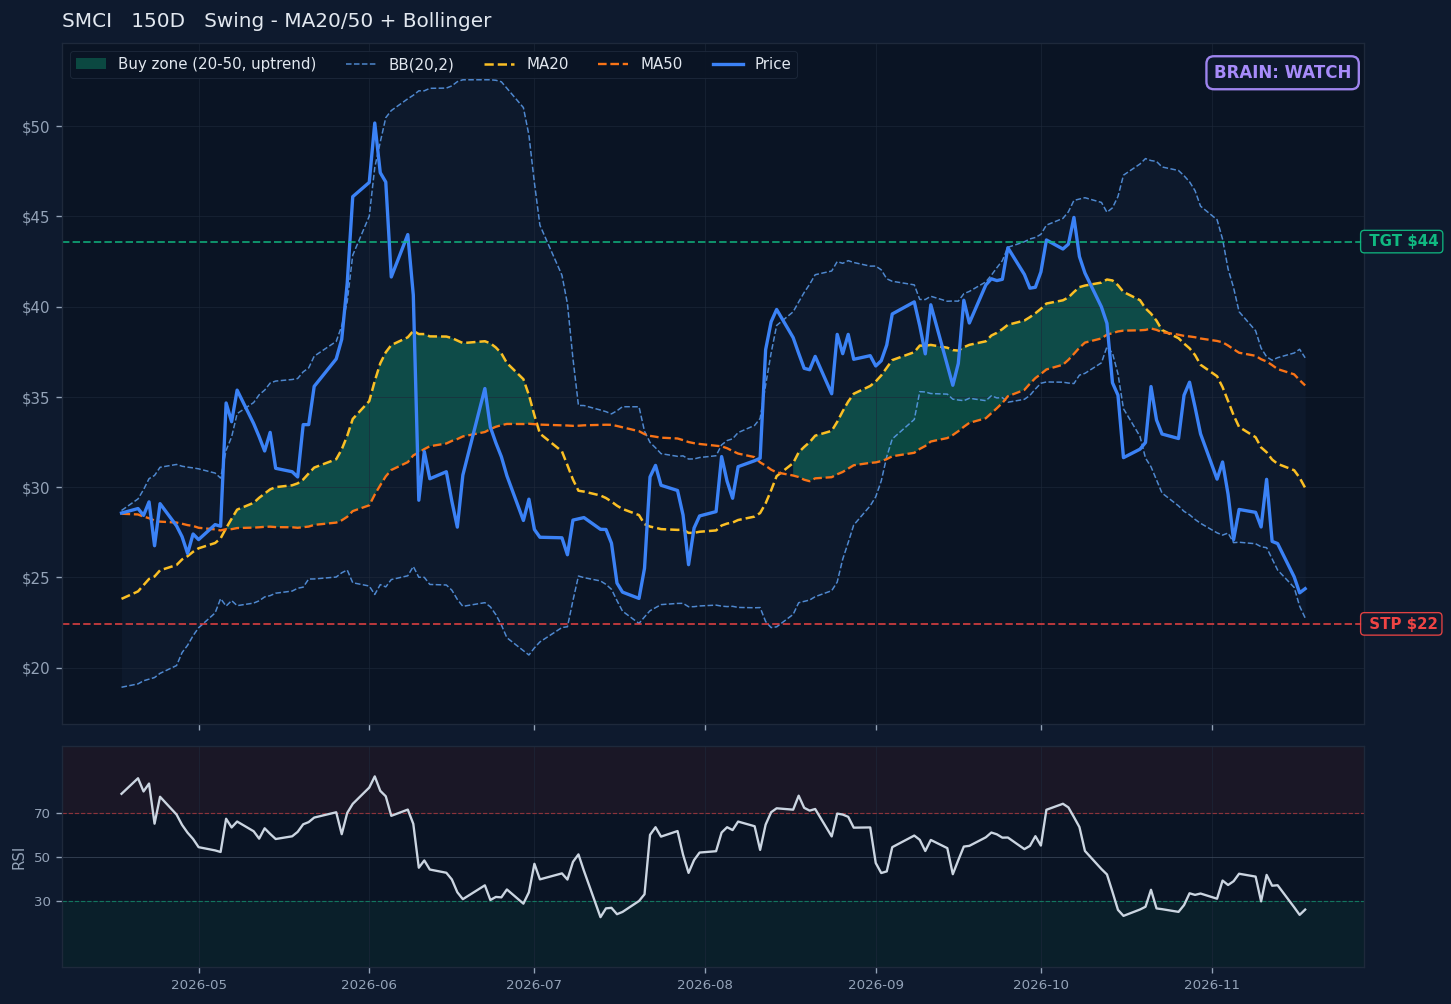 SMCI 150D Swing - MA20/50 + Bollinger
Buy zone (20-50, uptrend) BB(20,2) MA20 MA50 Price
BRAIN: WATCH
$50
$45
TGT $44
$40
$35
$30
$25
STP $22
$20
70
50
30
RSI
2026-05 2026-06 2026-07 2026-08 2026-09 2026-10 2026-11